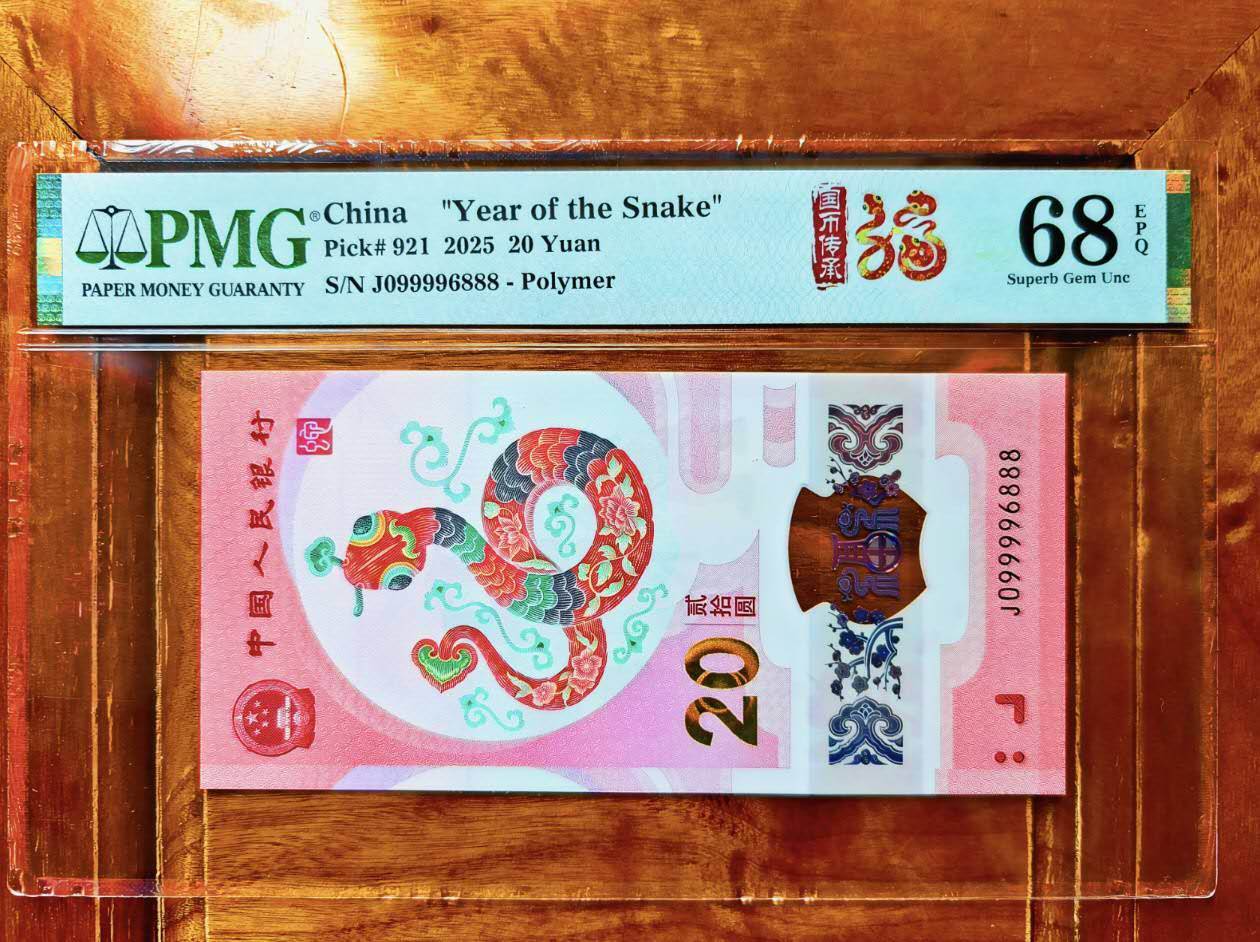 PMG®
PAPER MONEY GUARANTY
China "Year of the Snake"
Pick# 921 2025 20 Yuan
S/N J099996888 - Polymer
国币传承
福
68
EPQ
Superb Gem Unc
中国人民银行
贰拾圆
20
J099996888